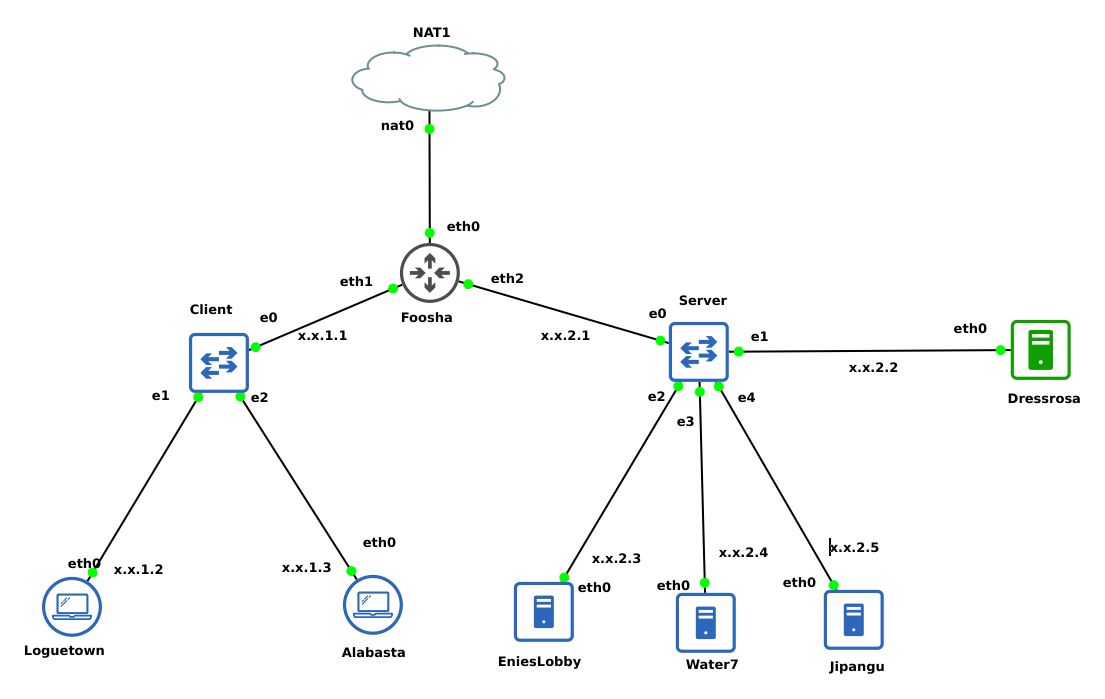 NAT1
nat0
eth0
eth1
eth2
Foosha
Client
e0
x.x.1.1
x.x.2.1
Server
e0
e1
eth0
x.x.2.2
Dressrosa
e1
e2
e2
e3
e4
eth0
x.x.1.2
x.x.1.3
eth0
x.x.2.3
eth0
x.x.2.4
eth0
x.x.2.5
eth0
Loguetown
Alabasta
EniesLobby
Water7
Jipangu